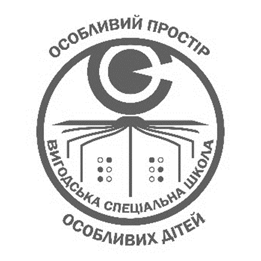 ОСОБЛИВИЙ ПРОСТІР
ВИГОДСЬКА СПЕЦІАЛЬНА ШКОЛА
ОСОБЛИВИХ ДІТЕЙ